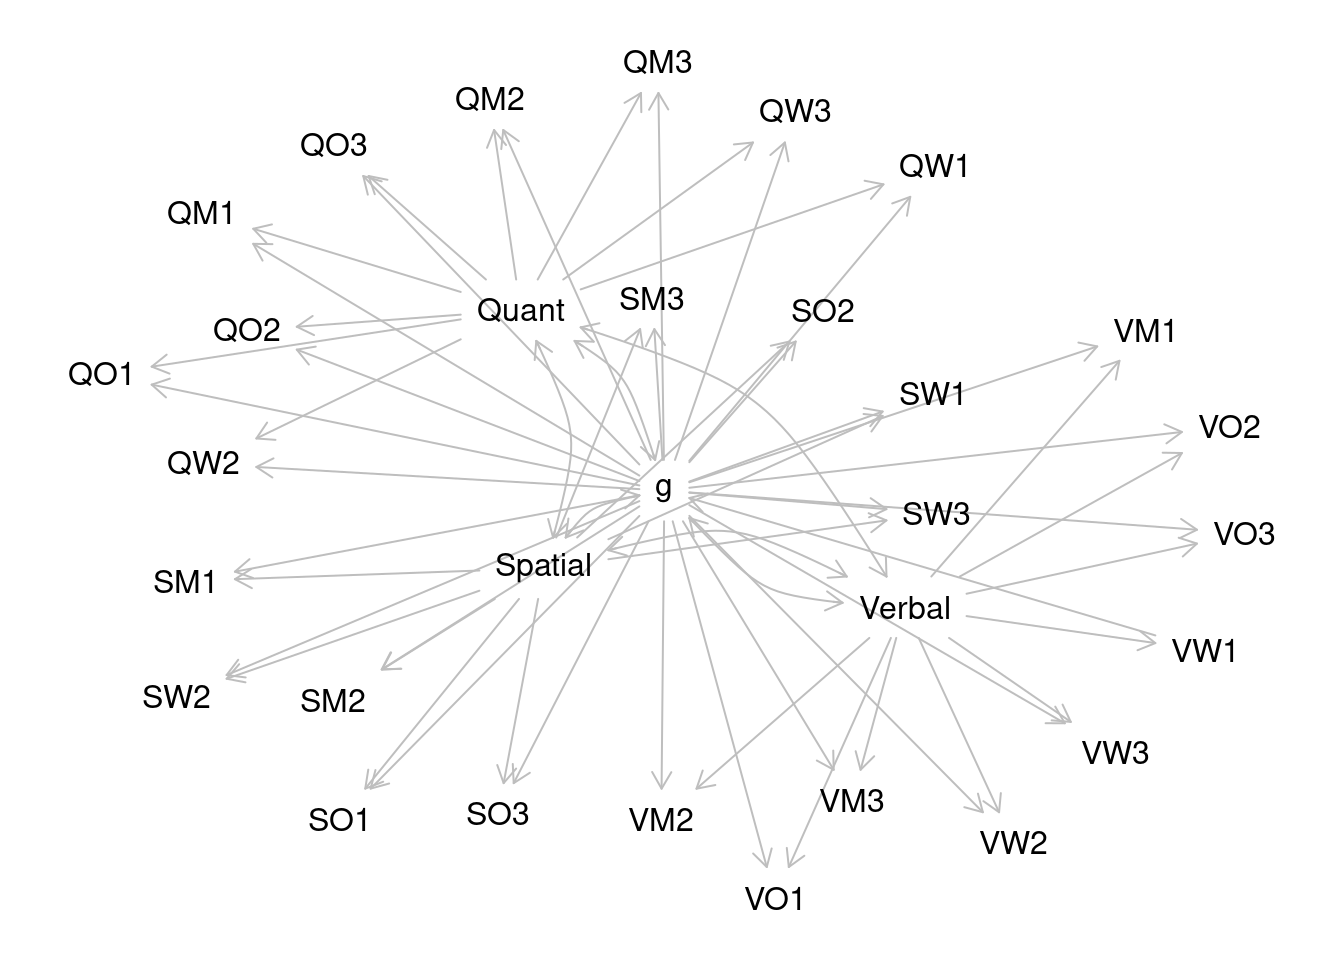 QM3
QM2
QW3
QO3
QW1
QM1
SM3
Quant
SO2
QO2
VM1
QO1
SW1
VO2
QW2
g
SW3
VO3
Spatial
SM1
Verbal
VW1
SW2
SM2
VW3
VM3
SO3
SO1
VM2
VW2
VO1